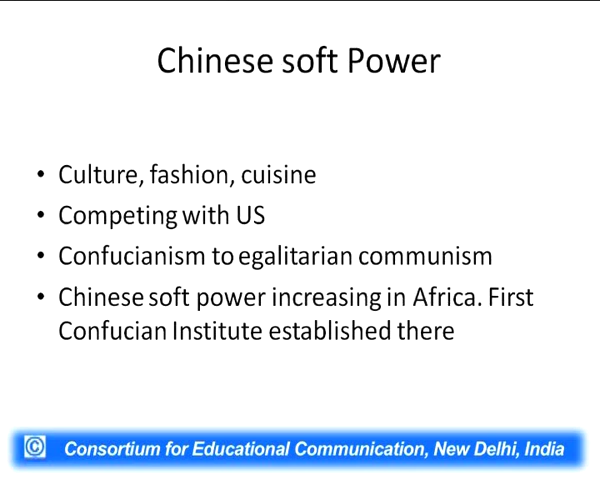 Chinese soft Power
• Culture, fashion, cuisine
• Competing with US
• Confucianism to egalitarian communism
• Chinese soft power increasing in Africa. First
Confucian Institute established there
© Consortium for Educational Communication, New Delhi, India